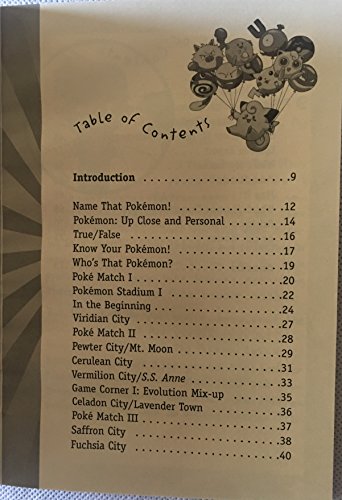 Table of Contents
Introduction . . . . . . . . . . . . . . . . . . .9
Name That Pokémon! . . . . . . . . . . . . .12
Pokémon: Up Close and Personal . . . . .14
True/False . . . . . . . . . . . . . . . . . . . .16
Know Your Pokémon! . . . . . . . . . . . . .17
Who's That Pokémon? . . . . . . . . . . . .19
Poké Match I . . . . . . . . . . . . . . . . . .20
Pokémon Stadium I . . . . . . . . . . . . . .22
In the Beginning . . . . . . . . . . . . . . . .24
Viridian City . . . . . . . . . . . . . . . . . . .27
Poké Match II . . . . . . . . . . . . . . . . . .28
Pewter City/Mt. Moon . . . . . . . . . . . .29
Cerulean City . . . . . . . . . . . . . . . . . .31
Vermilion City/S.S. Anne . . . . . . . . . . .33
Game Corner I: Evolution Mix-up . . . . .35
Celadon City/Lavender Town . . . . . . . .36
Poké Match III . . . . . . . . . . . . . . . . .37
Saffron City . . . . . . . . . . . . . . . . . . .38
Fuchsia City . . . . . . . . . . . . . . . . . . .40